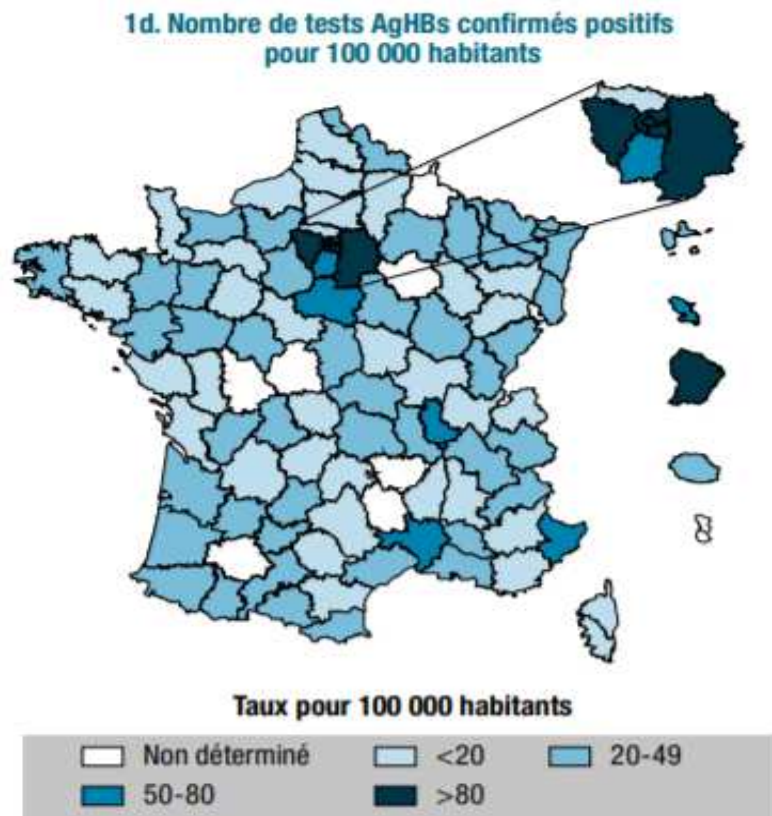 1d. Nombre de tests AgHBs confirmés positifs
pour 100 000 habitants
Taux pour 100 000 habitants
Non déterminé
<20
20-49
50-80
>80